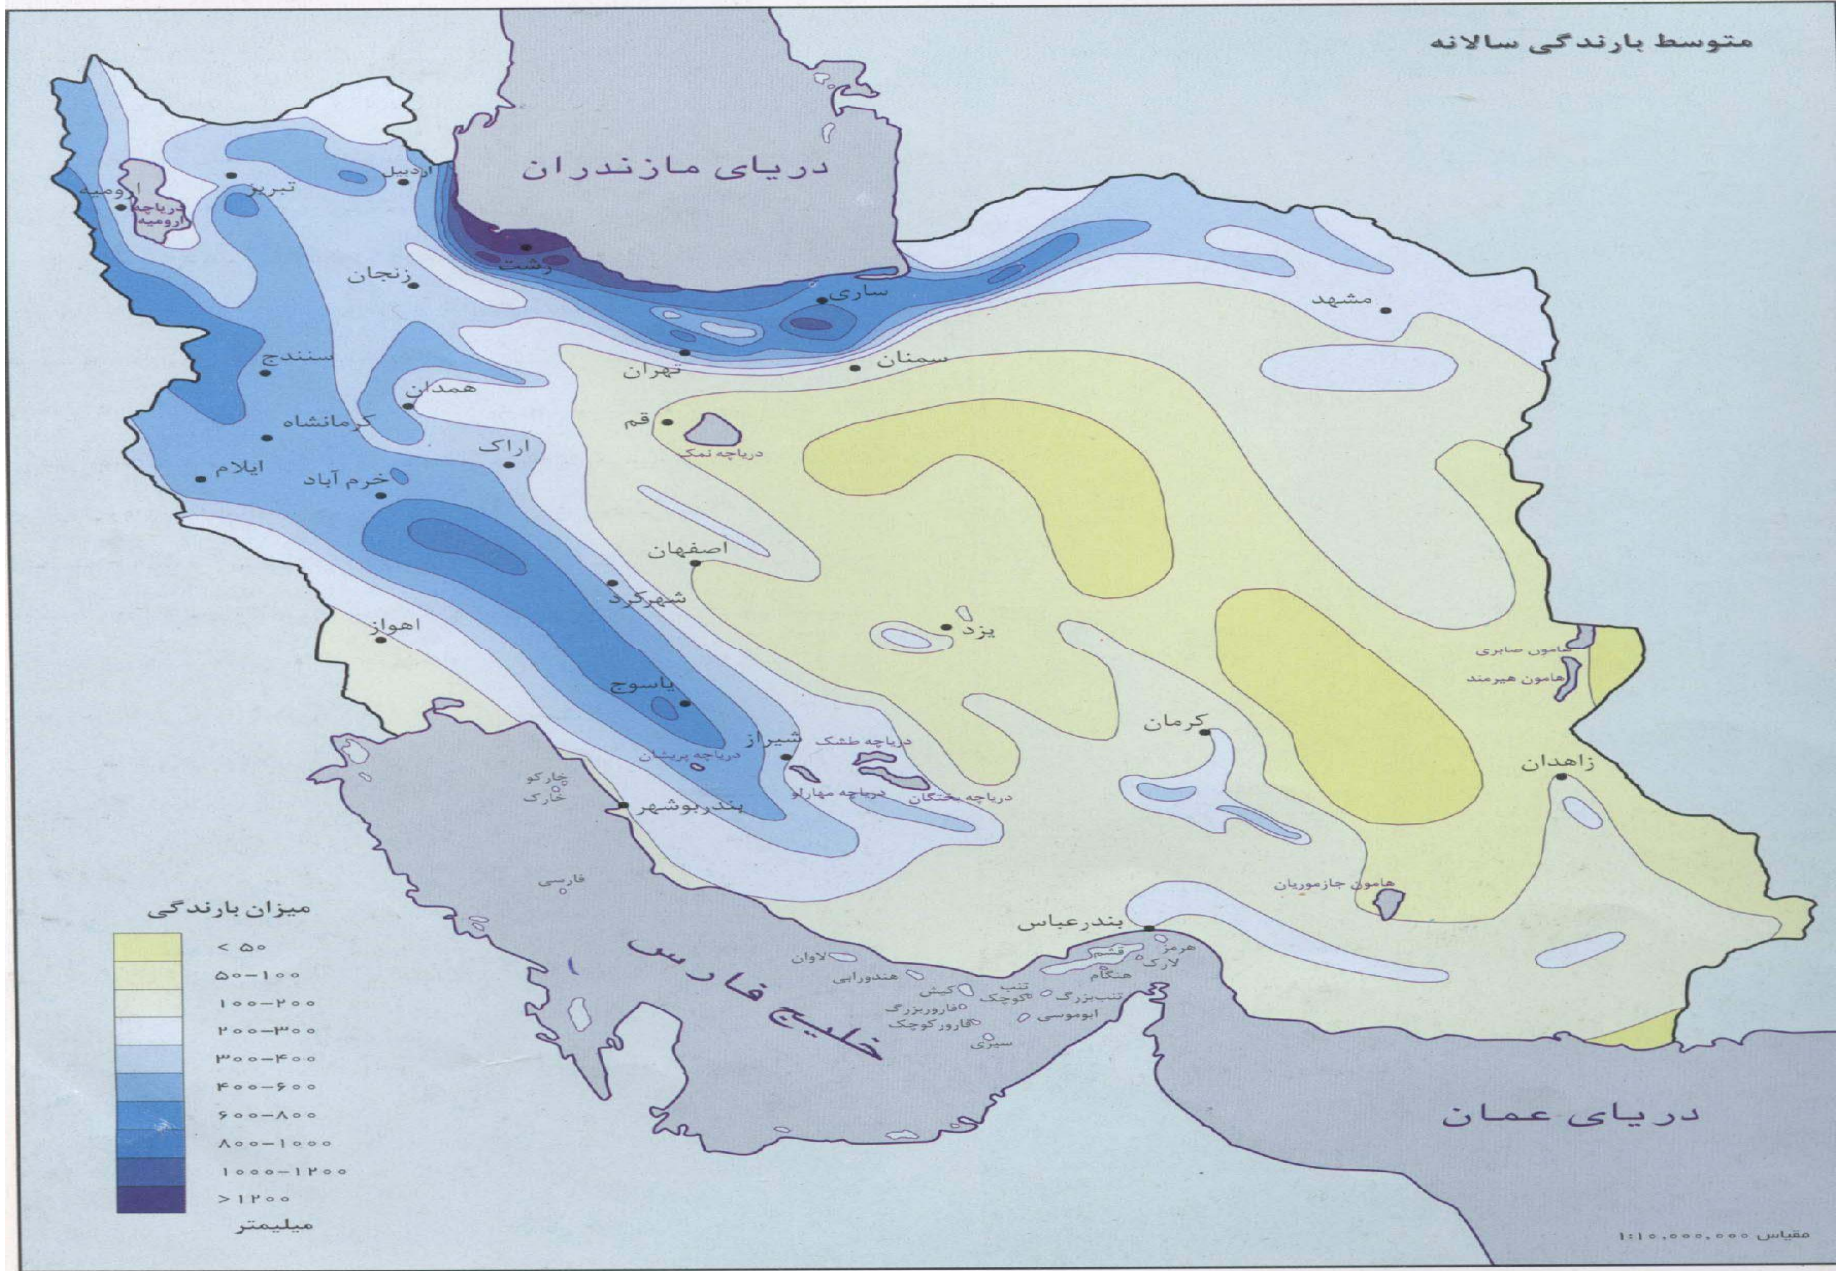 متوسط بارندگی سالانه
دریای مازندران
اردبیل
تبریز
ارومیه
دریاچه
ارومیه
رشت
زنجان
ساری
مشهد
سنندج
همدان
تهران
سمنان
کرمانشاه
قم
اراک
دریاچه نمک
ایلام
خرم آباد
اصفهان
شهرکرد
اهواز
یزد
هامون صابری
هامون هیرمند
یاسوج
کرمان
شیراز
دریاچه طشک
دریاچه پریشان
زاهدان
خارکو
خارک
بندربوشهر
دریاچه مهارلو
دریاچه بختگان
فارسی
هامون جازموریان
بندرعباس
خلیج فارس
لاوان
هندورابی
کیش
قشم
هرمز
لارک
هنگام
تنب
کوچک
تنب‌بزرگ
فاروربزرگ
فارورکوچک
ابوموسی
سیری
دریای عمان
میزان بارندگی
< ۵۰
۵۰-۱۰۰
۱۰۰-۲۰۰
۲۰۰-۳۰۰
۳۰۰-۴۰۰
۴۰۰-۶۰۰
۶۰۰-۸۰۰
۸۰۰-۱۰۰۰
۱۰۰۰-۱۲۰۰
>۱۲۰۰
میلیمتر
مقیاس ۱:۱۰,۰۰۰,۰۰۰